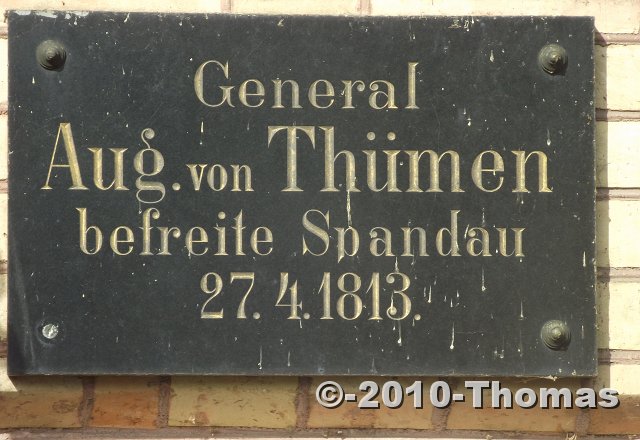 General
Aug. von Thümen
befreite Spandau
27. 4. 1813.
©-2010-Thomas